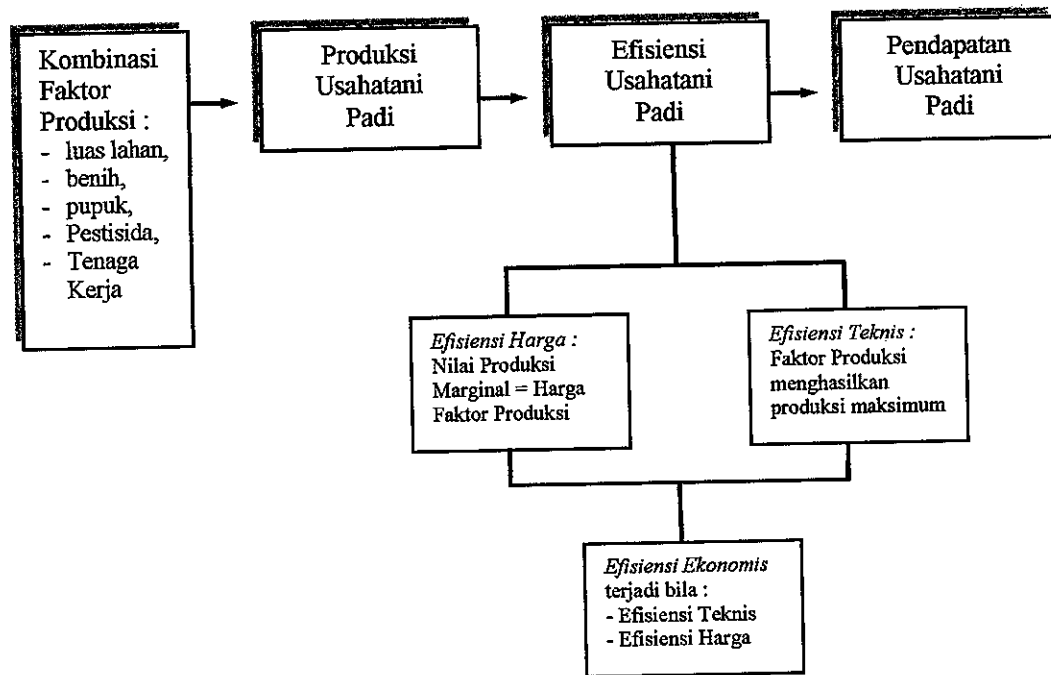 Kombinasi
Faktor
Produksi :
- luas lahan,
- benih,
- pupuk,
- Pestisida,
- Tenaga
Kerja
Produksi
Usahatani
Padi
Efisiensi
Usahatani
Padi
Pendapatan
Usahatani
Padi
Efisiensi Harga :
Nilai Produksi
Marginal = Harga
Faktor Produksi
Efisiensi Teknis :
Faktor Produksi
menghasilkan
produksi maksimum
Efisiensi Ekonomis
terjadi bila :
- Efisiensi Teknis
- Efisiensi Harga